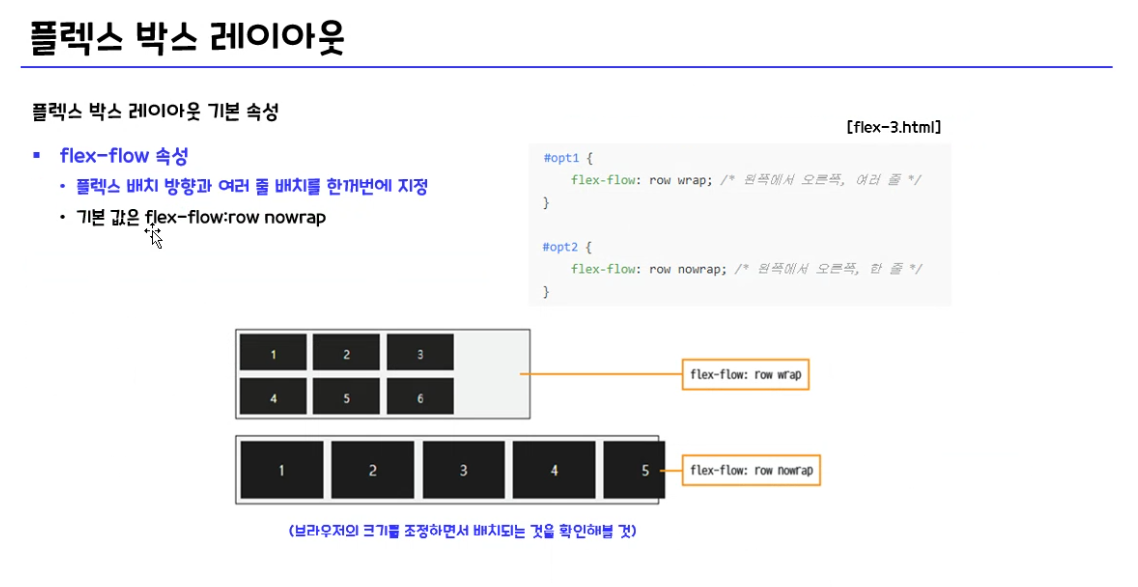 플렉스 박스 레이아웃
플렉스 박스 레이아웃 기본 속성
[flex-3.html]
▪ flex-flow 속성
• 플렉스 배치 방향과 여러 줄 배치를 한꺼번에 지정
• 기본 값은 flex-flow:row nowrap
#opt1 {
flex-flow: row wrap; /* 왼쪽에서 오른쪽, 여러 줄 */
}
#opt2 {
flex-flow: row nowrap; /* 왼쪽에서 오른쪽, 한 줄 */
}
1 2 3
4 5 6
flex-flow: row wrap
1 2 3 4 5
flex-flow: row nowrap
(브라우저의 크기를 조정하면서 배치되는 것을 확인해볼 것)